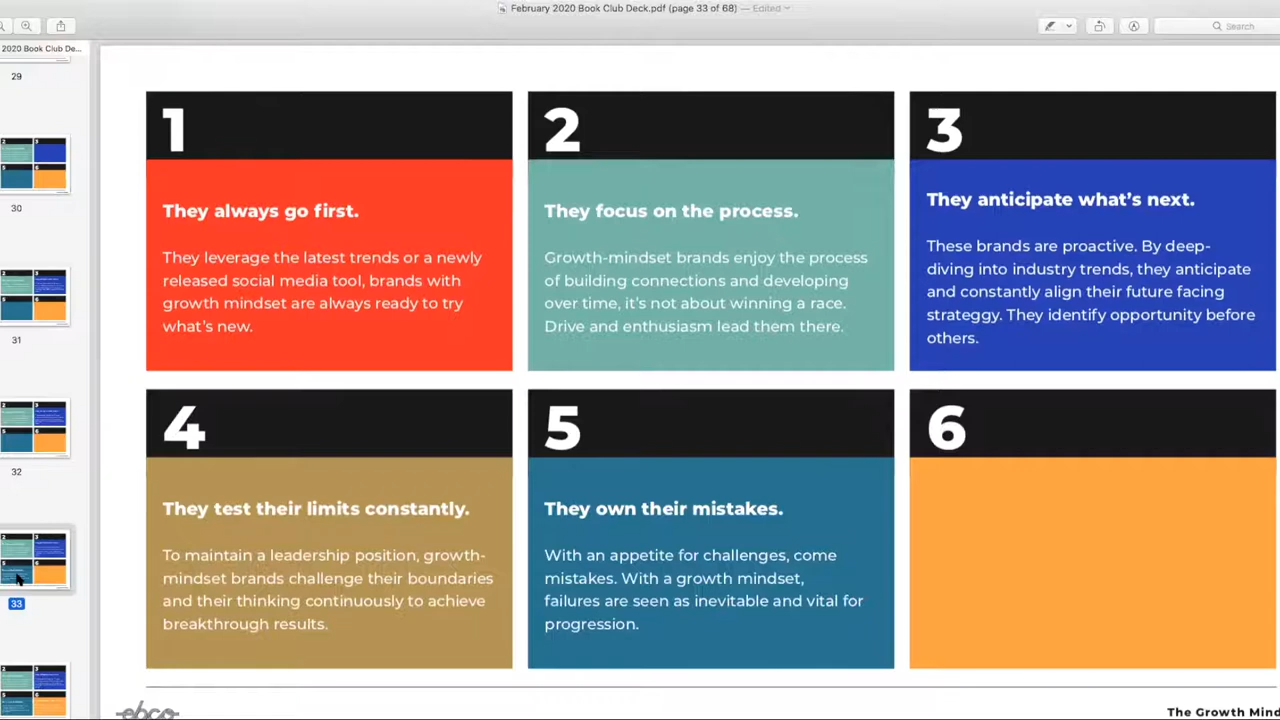 February 2020 Book Club Deck.pdf (page 33 of 68) — Edited
Search
2020 Book Club De...
29
30
31
32
33
1
They always go first.
They leverage the latest trends or a newly
released social media tool, brands with
growth mindset are always ready to try
what's new.
2
They focus on the process.
Growth-mindset brands enjoy the process
of building connections and developing
over time, it's not about winning a race.
Drive and enthusiasm lead them there.
3
They anticipate what's next.
These brands are proactive. By deep-
diving into industry trends, they anticipate
and constantly align their future facing
strateggy. They identify opportunity before
others.
4
They test their limits constantly.
To maintain a leadership position, growth-
mindset brands challenge their boundaries
and their thinking continuously to achieve
breakthrough results.
5
They own their mistakes.
With an appetite for challenges, come
mistakes. With a growth mindset,
failures are seen as inevitable and vital for
progression.
6
ebco
The Growth Mind